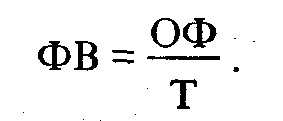 ФВ = ОФ / Т .